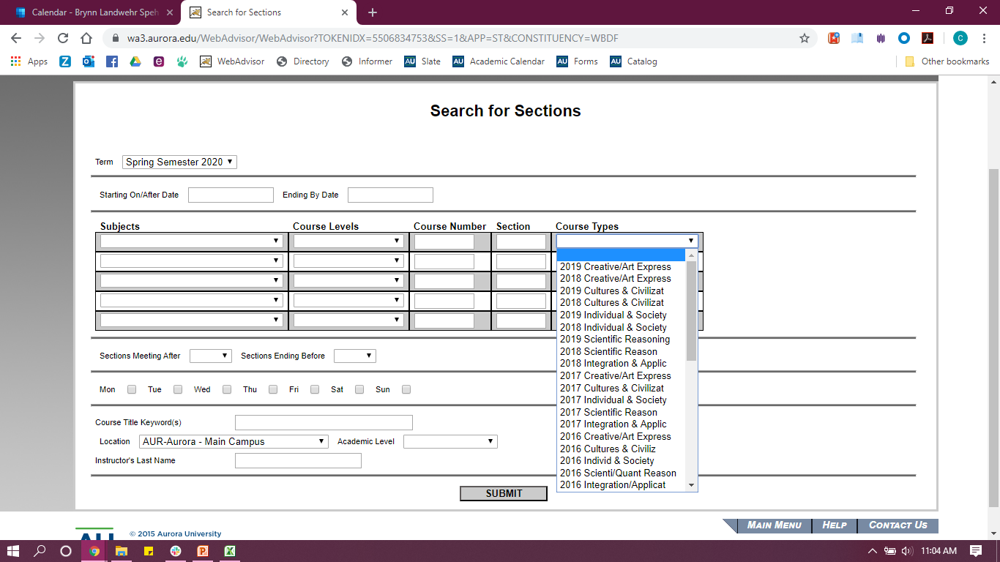 Calendar - Brynn Landwehr Speh
Search for Sections
wa3.aurora.edu/WebAdvisor/WebAdvisor?TOKENIDX=5506834753&SS=1&APP=ST&CONSTITUENCY=WBDF
C
Apps
WebAdvisor
Directory
Informer
AU Slate
AU Academic Calendar
AU Forms
AU Catalog
Other bookmarks
Search for Sections
Term Spring Semester 2020
Starting On/After Date Ending By Date
Subjects Course Levels Course Number Section Course Types
2019 Creative/Art Express
2018 Creative/Art Express
2019 Cultures & Civilizat
2018 Cultures & Civilizat
2019 Individual & Society
2018 Individual & Society
2019 Scientific Reasoning
2018 Scientific Reason
2018 Integration & Applic
2017 Creative/Art Express
2017 Cultures & Civilizat
2017 Individual & Society
2017 Scientific Reason
2017 Integration & Applic
2016 Creative/Art Express
2016 Cultures & Civiliz
2016 Individ & Society
2016 Scienti/Quant Reason
2016 Integration/Applicat
Sections Meeting After Sections Ending Before
Mon Tue Wed Thu Fri Sat Sun
Course Title Keyword(s)
Location AUR-Aurora - Main Campus Academic Level
Instructor's Last Name
SUBMIT
MAIN MENU HELP CONTACT US
AU © 2015 Aurora University
11:04 AM